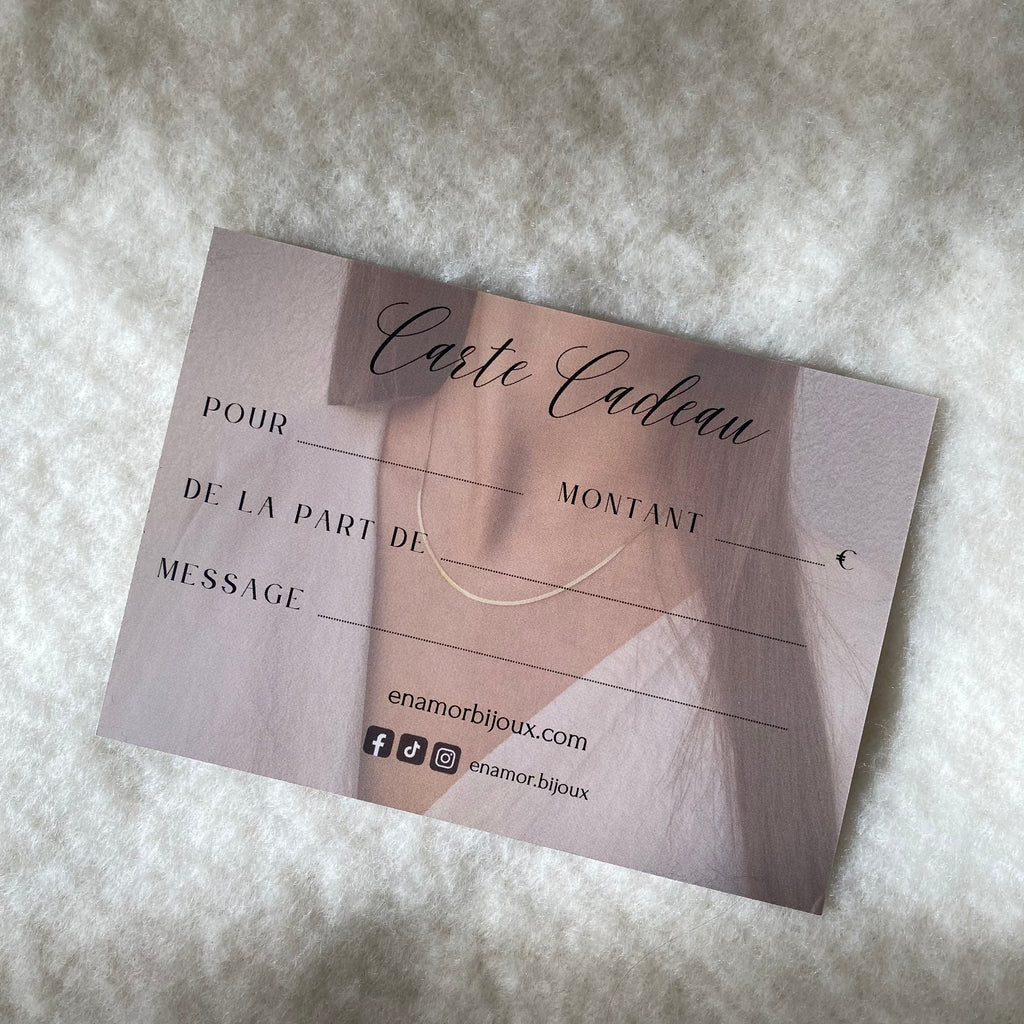 Carte Cadeau
POUR
MONTANT €
DE LA PART DE
MESSAGE
enamorbijoux.com
enamor.bijoux